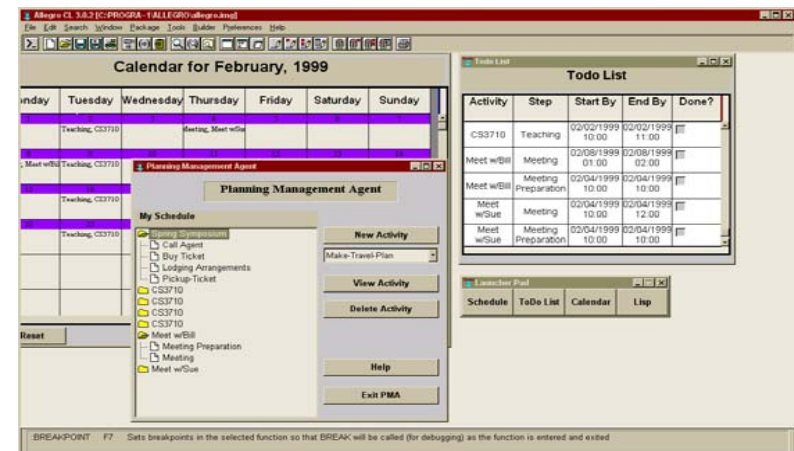 Allegro CL 3.0.2 [C:\PROGRA~1\ALLEGRO\allegro.img]
File Edit Search Window Package Tools Builder Preferences Help
Calendar for February, 1999
onday Tuesday Wednesday Thursday Friday Saturday Sunday
Teaching, CS3710 Meeting, Meet w/Sue
, Meet w/Bil Teaching, CS3710
Teaching, CS3710
Teaching, CS3710
Reset
Planning Management Agent
Planning Management Agent
My Schedule
Spring Symposium
Call Agent
Buy Ticket
Lodging Arrangements
Pickup-Ticket
CS3710
CS3710
CS3710
CS3710
Meet w/Bill
Meeting Preparation
Meeting
Meet w/Sue
New Activity
Make-Travel-Plan
View Activity
Delete Activity
Help
Exit PMA
Todo List
Todo List
Activity Step Start By End By Done?
CS3710 Teaching 02/02/1999 10:00 02/02/1999 11:00
Meet w/Bill Meeting 02/08/1999 01:00 02/08/1999 02:00
Meet w/Bill Meeting Preparation 02/04/1999 10:00 02/04/1999 10:00
Meet w/Sue Meeting 02/04/1999 10:00 02/04/1999 12:00
Meet w/Sue Meeting Preparation 02/04/1999 10:00 02/04/1999 10:00
Launcher Pad
Schedule ToDo List Calendar Lisp
:BREAKPOINT F7 Sets breakpoints in the selected function so that BREAK will be called (for debugging) as the function is entered and exited